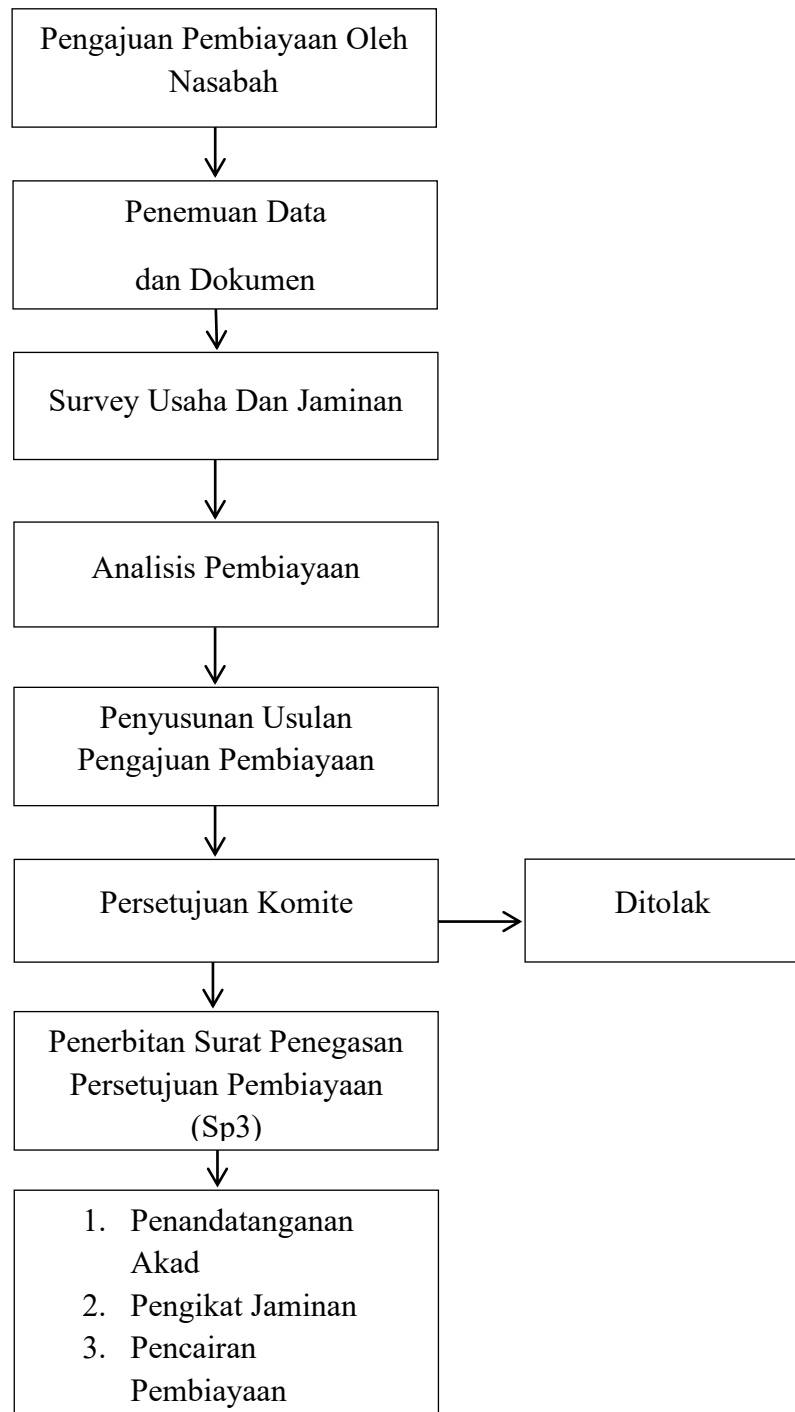 Pengajuan Pembiayaan Oleh
Nasabah
Penemuan Data
dan Dokumen
Survey Usaha Dan Jaminan
Analisis Pembiayaan
Penyusunan Usulan
Pengajuan Pembiayaan
Persetujuan Komite
Ditolak
Penerbitan Surat Penegasan
Persetujuan Pembiayaan
(Sp3)
1. Penandatanganan
Akad
2. Pengikat Jaminan
3. Pencairan
Pembiayaan